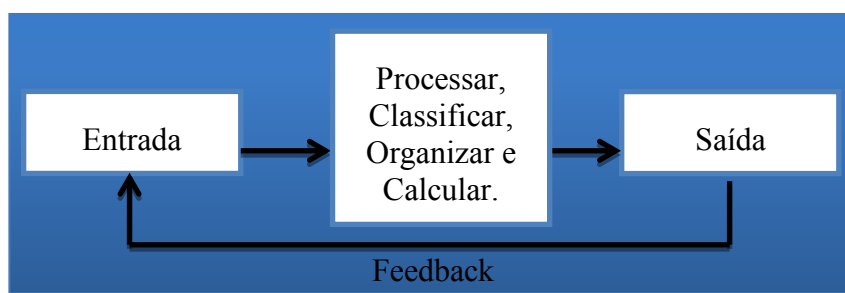 Entrada
Processar,
Classificar,
Organizar e
Calcular.
Saída
Feedback